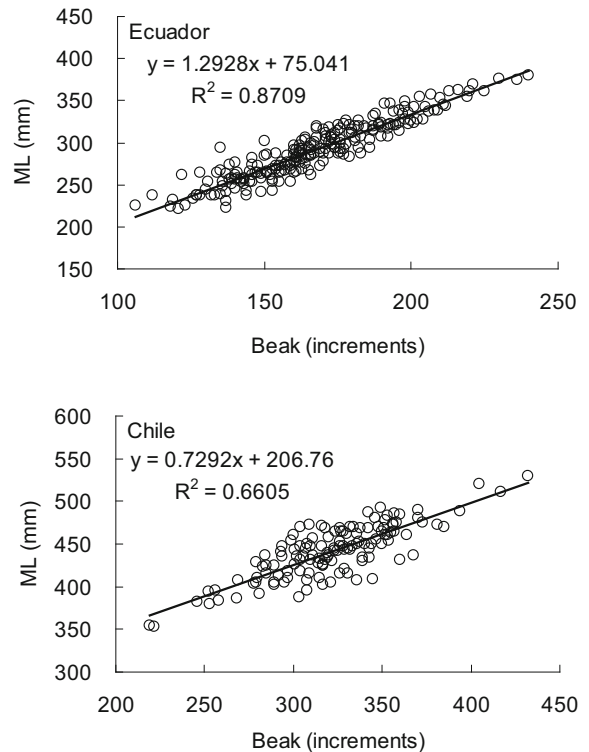 450
Ecuador
y = 1.2928x + 75.041
400
R² = 0.8709
350
300
250
200
150
ML (mm)
100 150 200 250
Beak (increments)
600
Chile
y = 0.7292x + 206.76
550
R² = 0.6605
500
450
400
350
300
ML (mm)
200 250 300 350 400 450
Beak (increments)